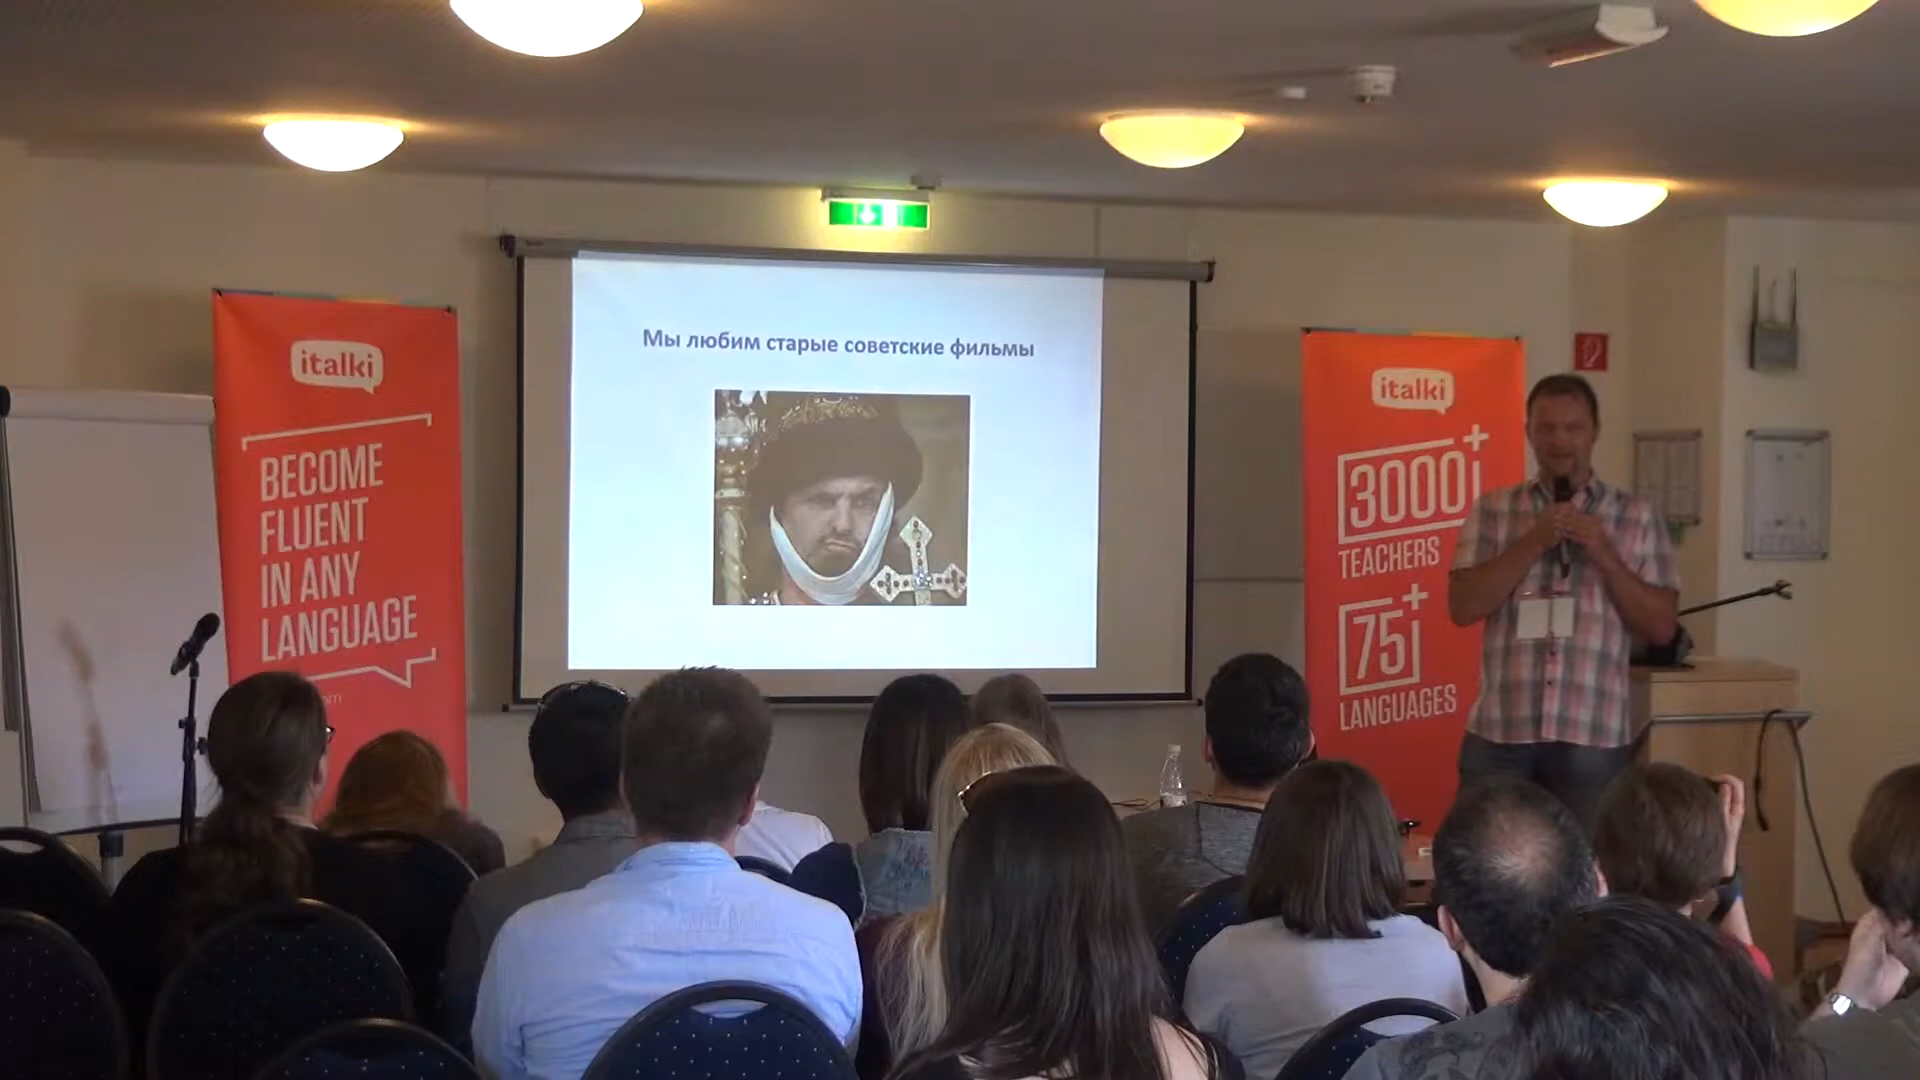 italki
BECOME
FLUENT
IN ANY
LANGUAGE
Мы любим старые советские фильмы
italki
3000+
TEACHERS
75+
LANGUAGES